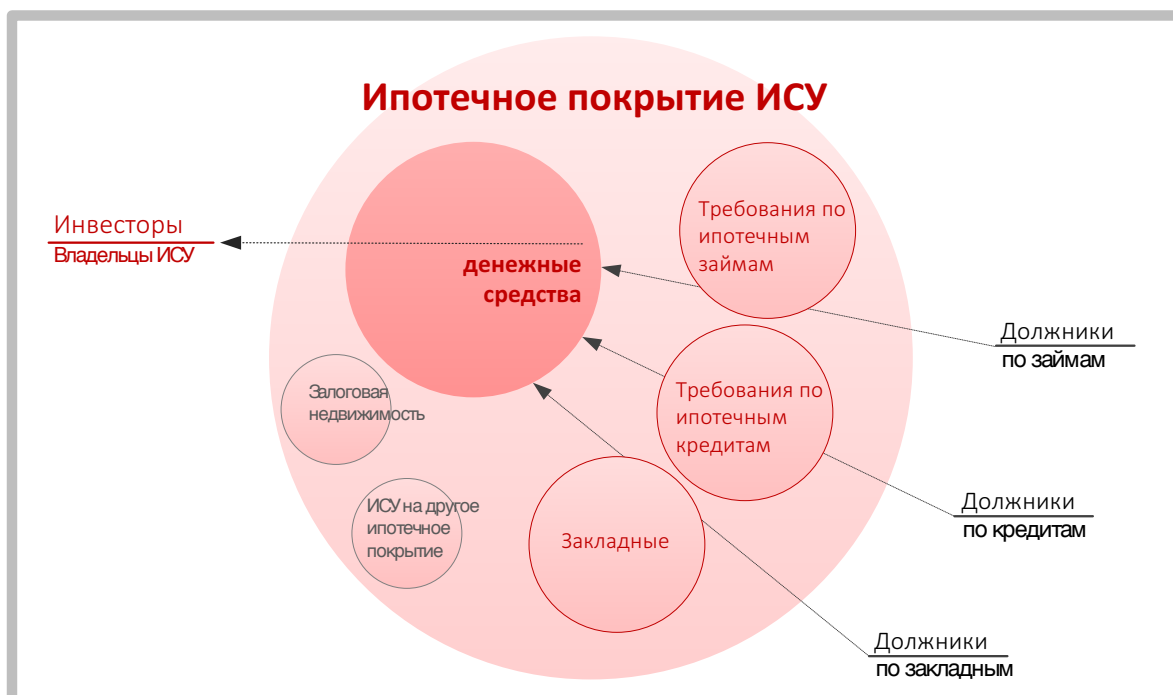 Ипотечное покрытие ИСУ
Инвесторы
Владельцы ИСУ
денежные
средства
Требования по
ипотечным
займам
Должники
по займам
Залоговая
недвижимость
Требования по
ипотечным
кредитам
ИСУ на другое
ипотечное
покрытие
Закладные
Должники
по кредитам
Должники
по закладным